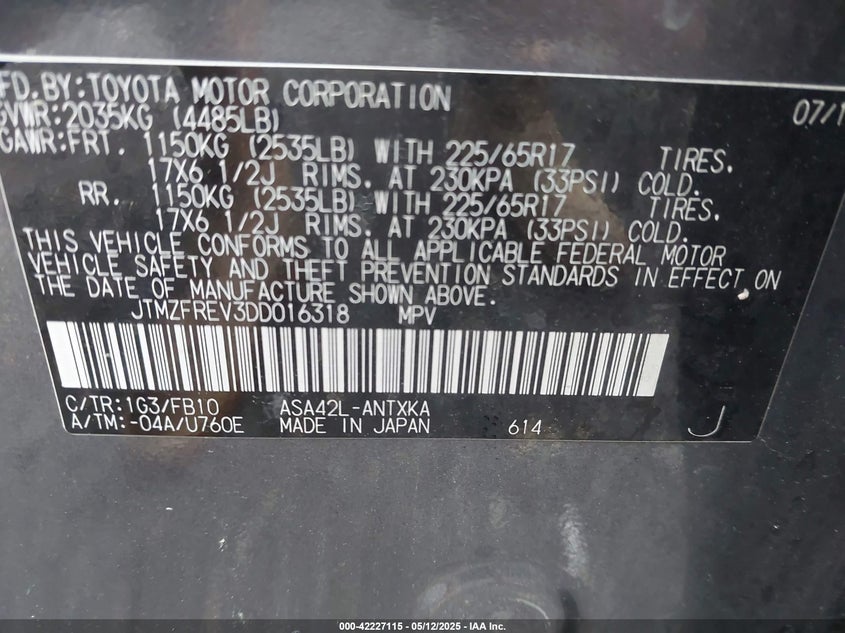 FD.BY:TOYOTA MOTOR CORPORATION 07/1
GVWR:2035KG (4485LB)
GAWR:FRT. 1150KG (2535LB) WITH 225/65R17 TIRES.
17X6 1/2J RIMS. AT 230KPA (33PSI) COLD.
RR. 1150KG (2535LB) WITH 225/65R17 TIRES.
17X6 1/2J RIMS. AT 230KPA (33PSI) COLD.
THIS VEHICLE CONFORMS TO ALL APPLICABLE FEDERAL MOTOR
VEHICLE SAFETY AND THEFT PREVENTION STANDARDS IN EFFECT ON
THE DATE OF MANUFACTURE SHOWN ABOVE.
JTMZFREV3DD016318 MPV
C/TR:1G3/FB10 ASA42L-ANTXKA
A/TM:-04A/U760E MADE IN JAPAN 614 J
000-42227115 - 05/12/2025 - IAA Inc.